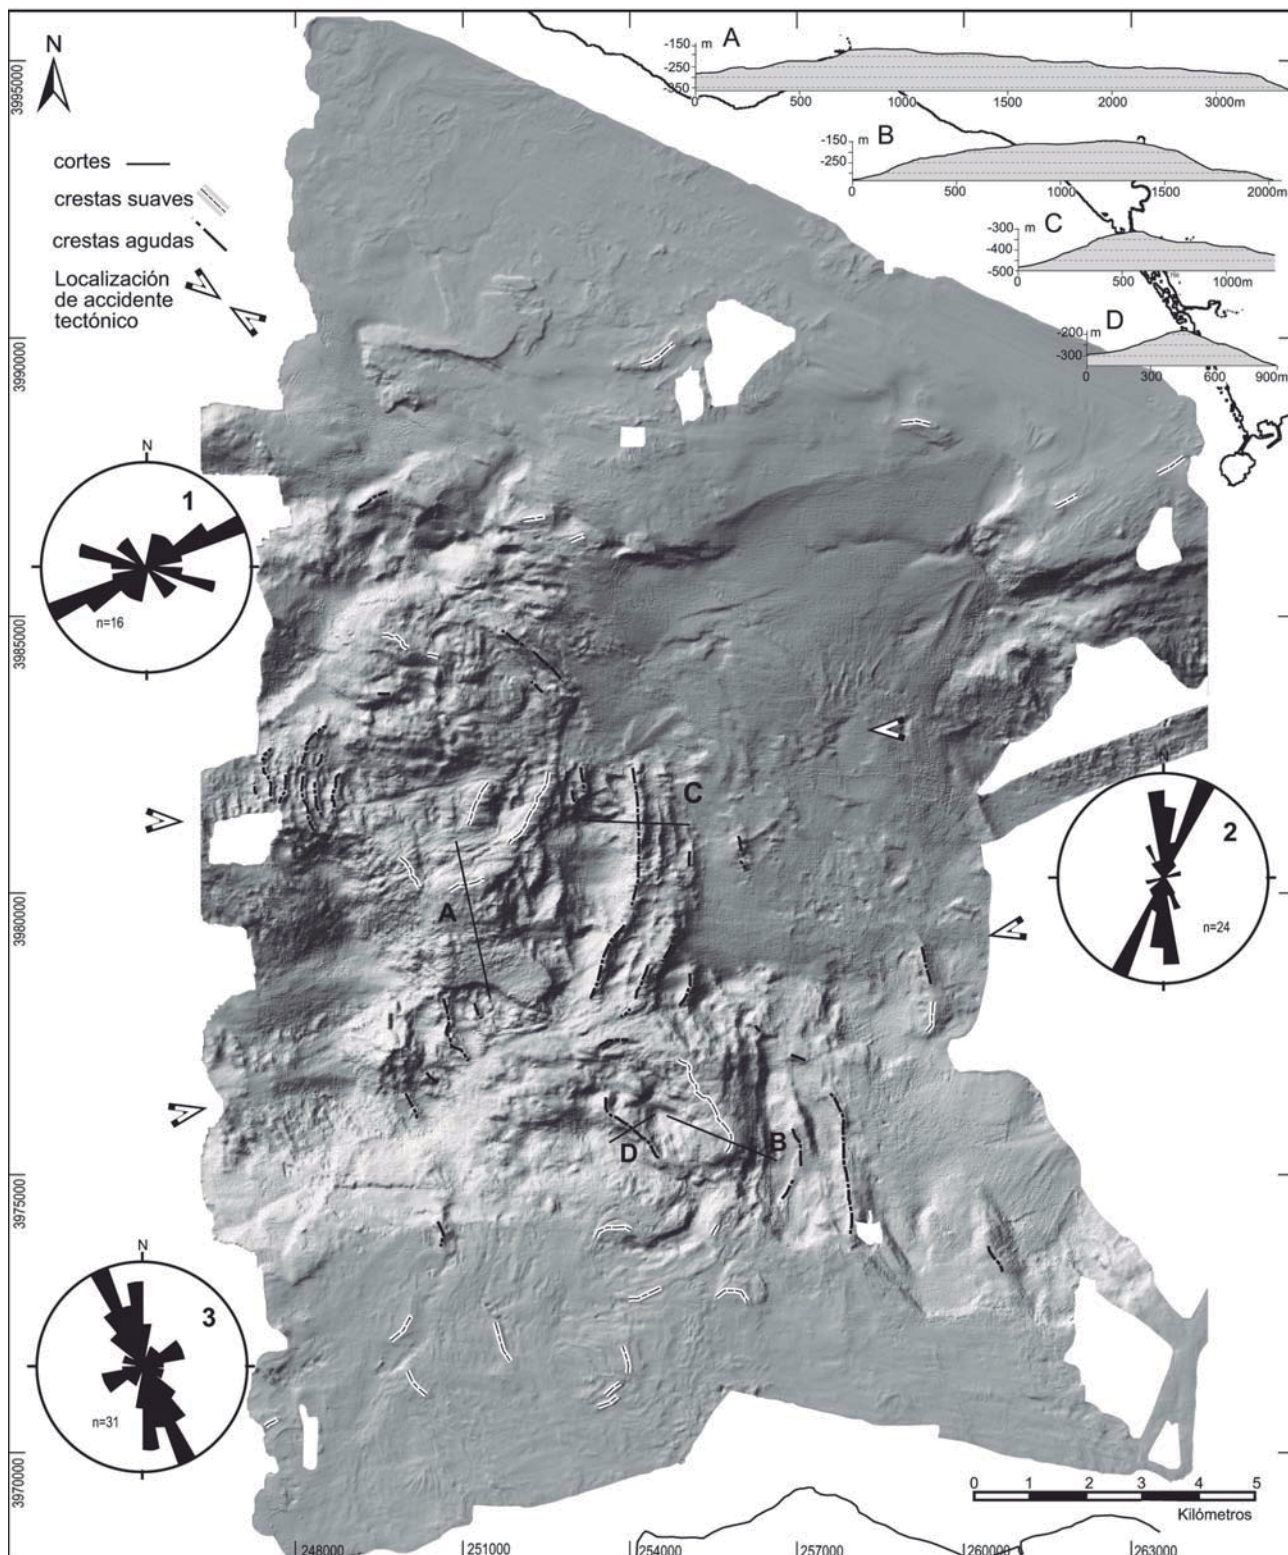 N
cortes
crestas suaves
crestas agudas
Localización
de accidente
tectónico
A
-150
m
-250
-350
0
500
1000
1500
2000
3000m
B
-150
m
-250
0
500
1000
1500
2000m
C
-300
m
-400
-500
0
500
1000m
D
-200
m
-300
0
300
600
900m
3995000
3990000
3985000
3980000
3975000
3970000
N
1
n=16
2
n=24
N
3
n=31
C
A
D
B
0
1
2
3
4
5
Kilómetros
248000
251000
254000
257000
260000
263000